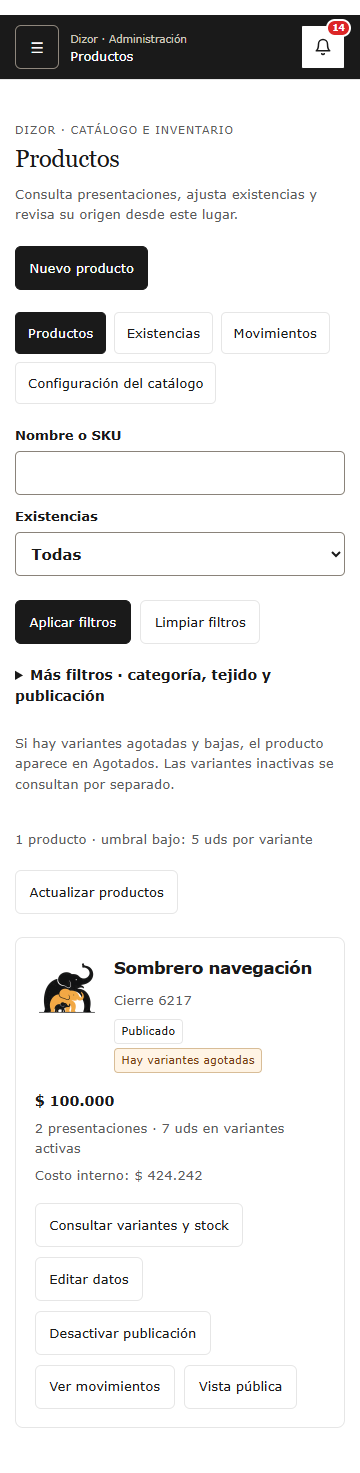 ☰
Dizor · Administración
Productos
14
DIZOR · CATÁLOGO E INVENTARIO
Productos
Consulta presentaciones, ajusta existencias y
revisa su origen desde este lugar.
Nuevo producto
Productos
Existencias
Movimientos
Configuración del catálogo
Nombre o SKU
Existencias
Todas
Aplicar filtros
Limpiar filtros
▶ Más filtros · categoría, tejido y
publicación
Si hay variantes agotadas y bajas, el producto
aparece en Agotados. Las variantes inactivas se
consultan por separado.
1 producto · umbral bajo: 5 uds por variante
Actualizar productos
Sombrero navegación
Cierre 6217
Publicado
Hay variantes agotadas
$ 100.000
2 presentaciones · 7 uds en variantes
activas
Costo interno: $ 424.242
Consultar variantes y stock
Editar datos
Desactivar publicación
Ver movimientos
Vista pública